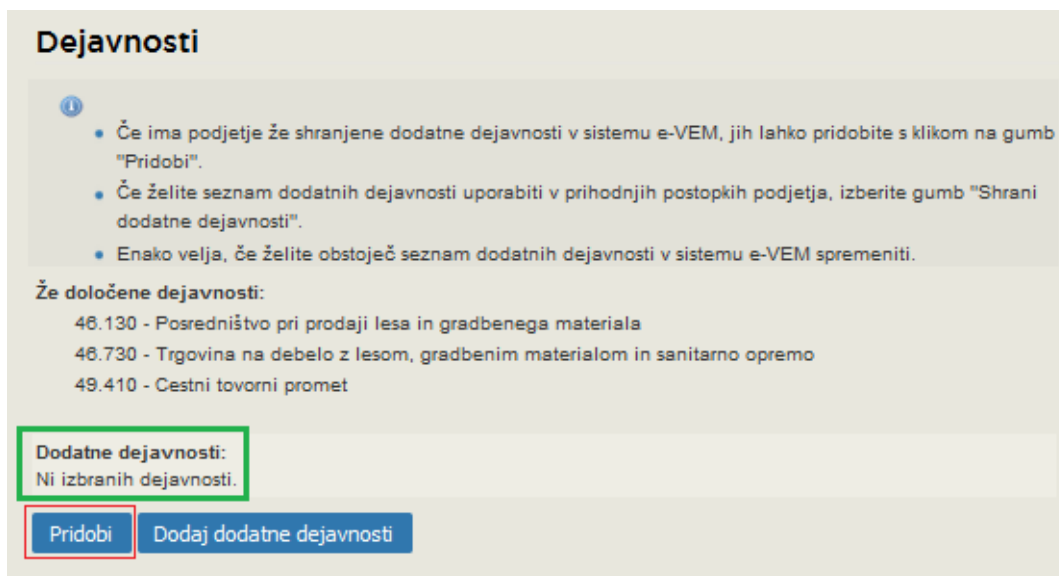 Dejavnosti
Če ima podjetje že shranjene dodatne dejavnosti v sistemu e-VEM, jih lahko pridobite s klikom na gumb
"Pridobi".
Če želite seznam dodatnih dejavnosti uporabiti v prihodnjih postopkih podjetja, izberite gumb "Shrani
dodatne dejavnosti".
Enako velja, če želite obstoječ seznam dodatnih dejavnosti v sistemu e-VEM spremeniti.
Že določene dejavnosti:
46.130 - Posredništvo pri prodaji lesa in gradbenega materiala
46.730 - Trgovina na debelo z lesom, gradbenim materialom in sanitarno opremo
49.410 - Cestni tovorni promet
Dodatne dejavnosti:
Ni izbranih dejavnosti.
Pridobi Dodaj dodatne dejavnosti